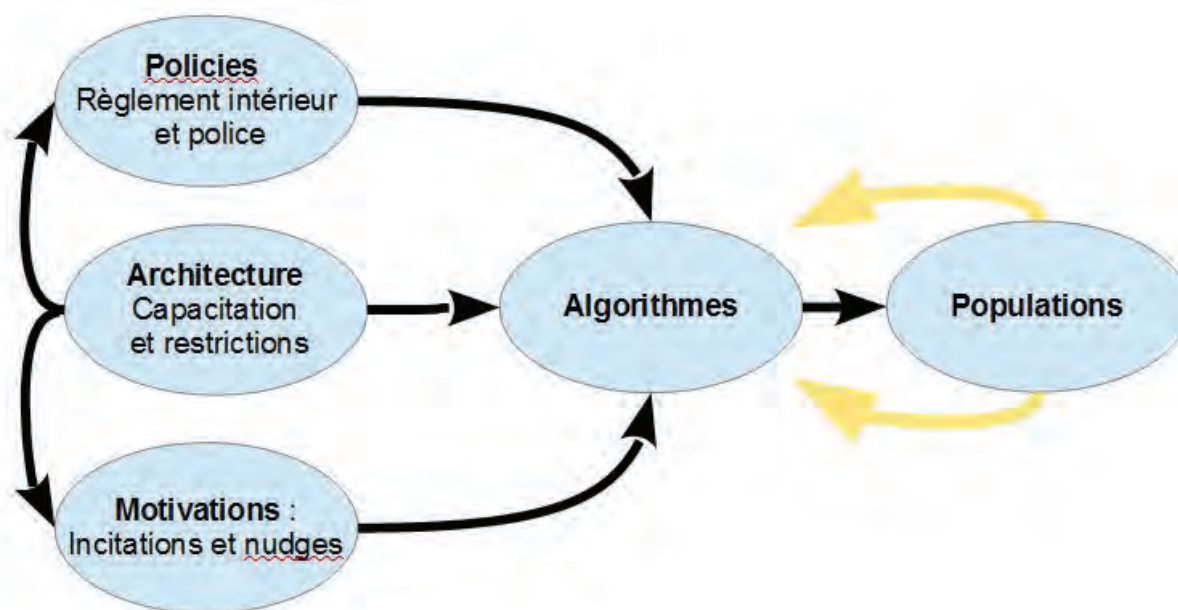 Policies
Règlement intérieur
et police
Architecture
Capacitation
et restrictions
Algorithmes
Populations
Motivations :
Incitations et nudges